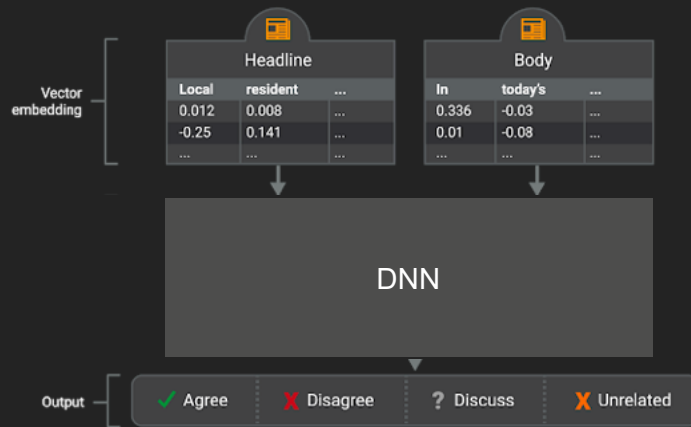 Headline
Body
Vector
embedding
Local resident ...
0.012 0.008 ...
-0.25 0.141 ...
... ... ...
In today's ...
0.336 -0.03 ...
0.01 -0.08 ...
... ... ...
DNN
Output
✓ Agree
X Disagree
? Discuss
X Unrelated